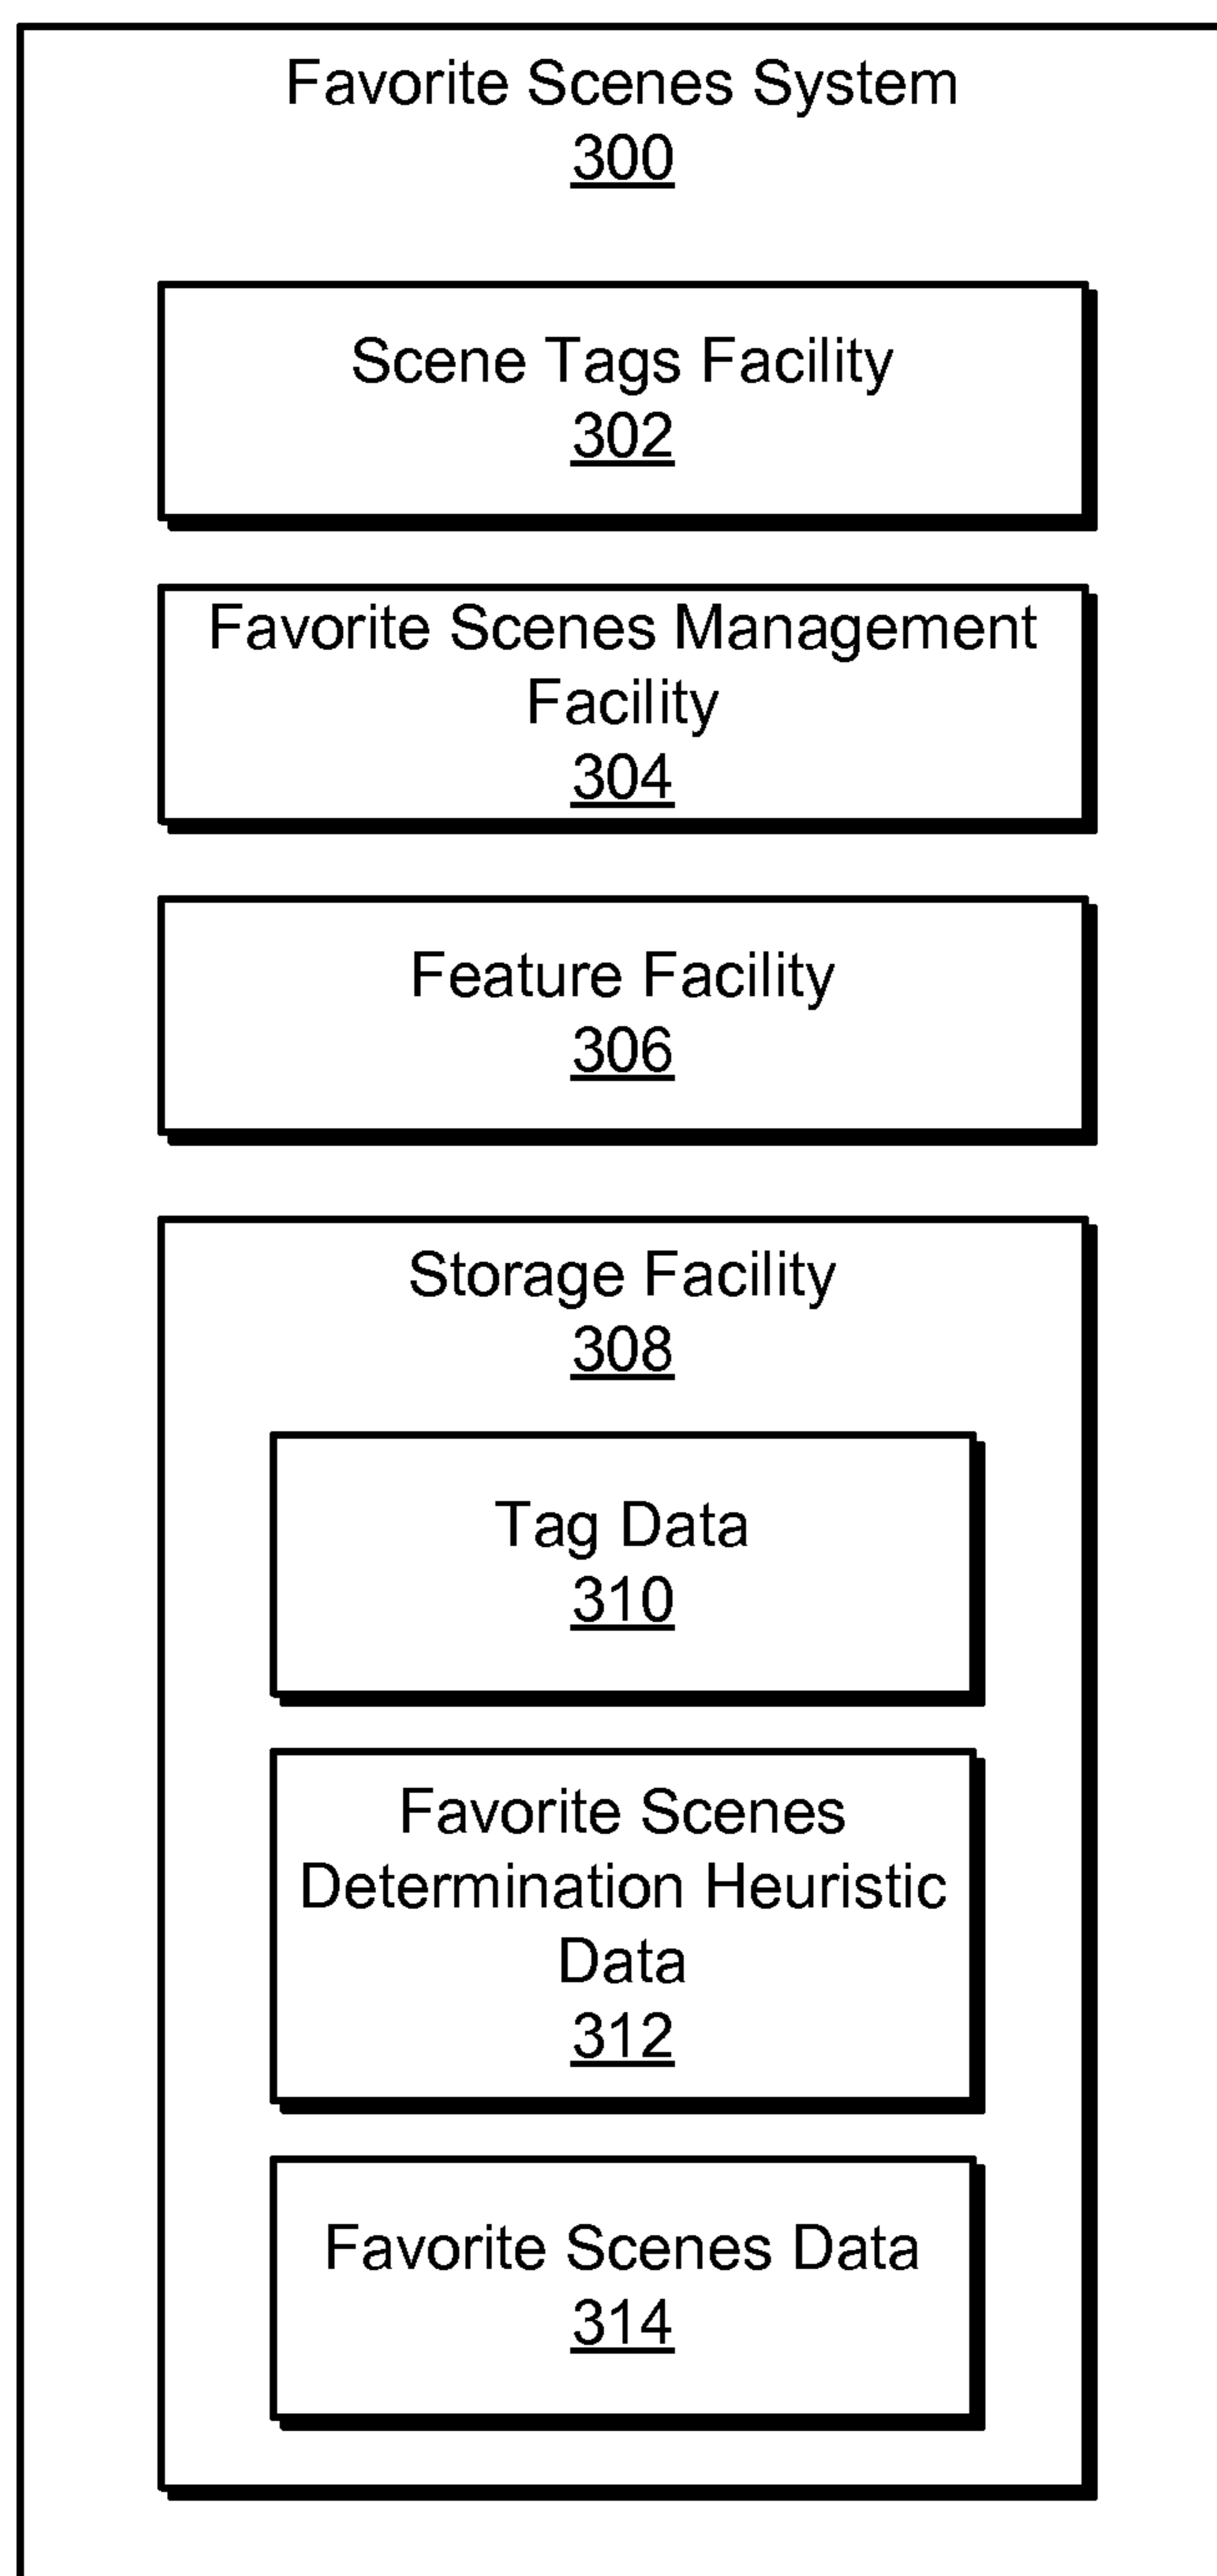 Favorite Scenes System
300
Scene Tags Facility
302
Favorite Scenes Management
Facility
304
Feature Facility
306
Storage Facility
308
Tag Data
310
Favorite Scenes
Determination Heuristic
Data
312
Favorite Scenes Data
314